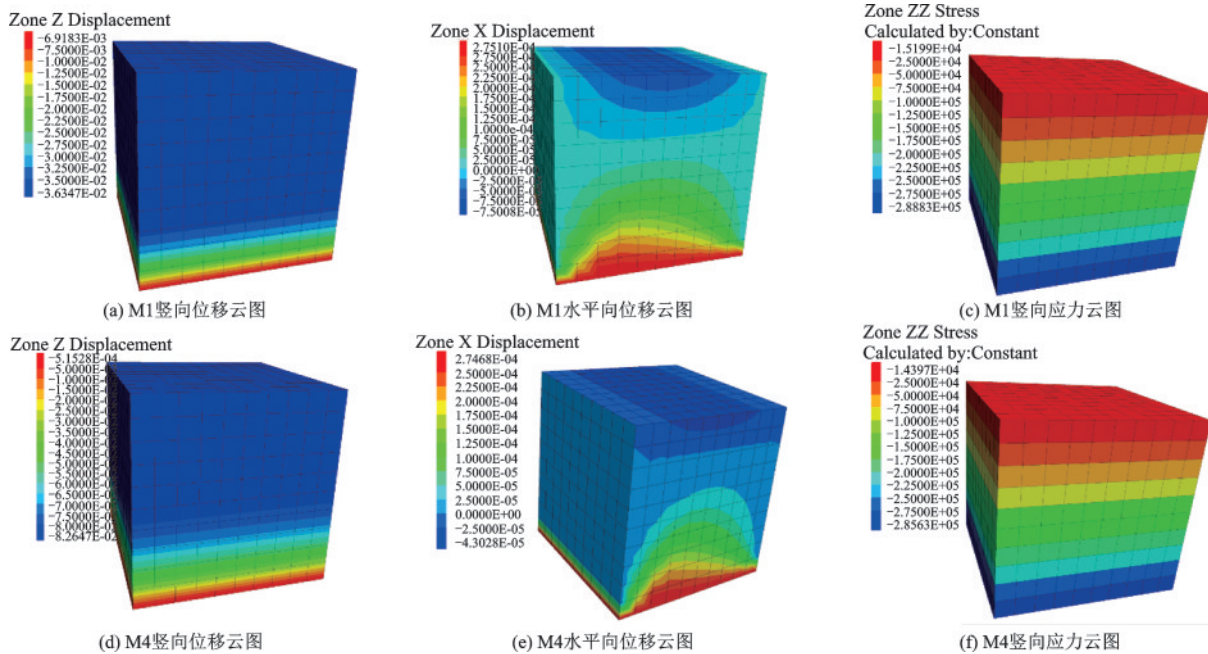 Zone Z Displacement
−6.9183E-03
−7.5000E-03
−1.2500E-02
−1.7500E-02
−2.0000E-02
−2.5000E-02
−2.7500E-02
−3.0000E-02
−3.2500E-02
−3.5000E-02
−3.6347E-02
(a) M1竖向位移云图
Zone X Displacement
2.7510E-04
2.7500E-04
2.5000E-04
2.2500E-04
2.0000E-04
1.7500E-04
1.5000E-04
1.2500E-04
1.0000e-04
7.5000E-05
5.0000E-05
2.5000E-05
0.0000E+00
−2.5000E-05
−5.0000E-05
−7.5000E-05
−7.5008E-05
(b) M1水平向位移云图
Zone ZZ Stress
Calculated by:Constant
−1.5199E+04
−2.5000E+04
−5.0000E+04
−7.5000E+04
−1.0000E+05
−1.2500E+05
−1.5000E+05
−1.7500E+05
−2.0000E+05
−2.2500E+05
−2.5000E+05
−2.7500E+05
−2.8883E+05
(c) M1竖向应力云图
Zone Z Displacement
−5.1528E-04
−8.2647E-02
(d) M4竖向位移云图
Zone X Displacement
2.7468E-04
2.5000E-04
2.2500E-04
2.0000E-04
1.7500E-04
1.5000E-04
1.2500E-04
1.0000E-04
7.5000E-05
5.0000E-05
2.5000E-05
0.0000E+00
−2.5000E-05
−4.3028E-05
(e) M4水平向位移云图
Zone ZZ Stress
Calculated by:Constant
−1.4397E+04
−2.5000E+04
−5.0000E+04
−7.5000E+04
−1.0000E+05
−1.2500E+05
−1.5000E+05
−1.7500E+05
−2.0000E+05
−2.2500E+05
−2.5000E+05
−2.7500E+05
−2.8563E+05
(f) M4竖向应力云图